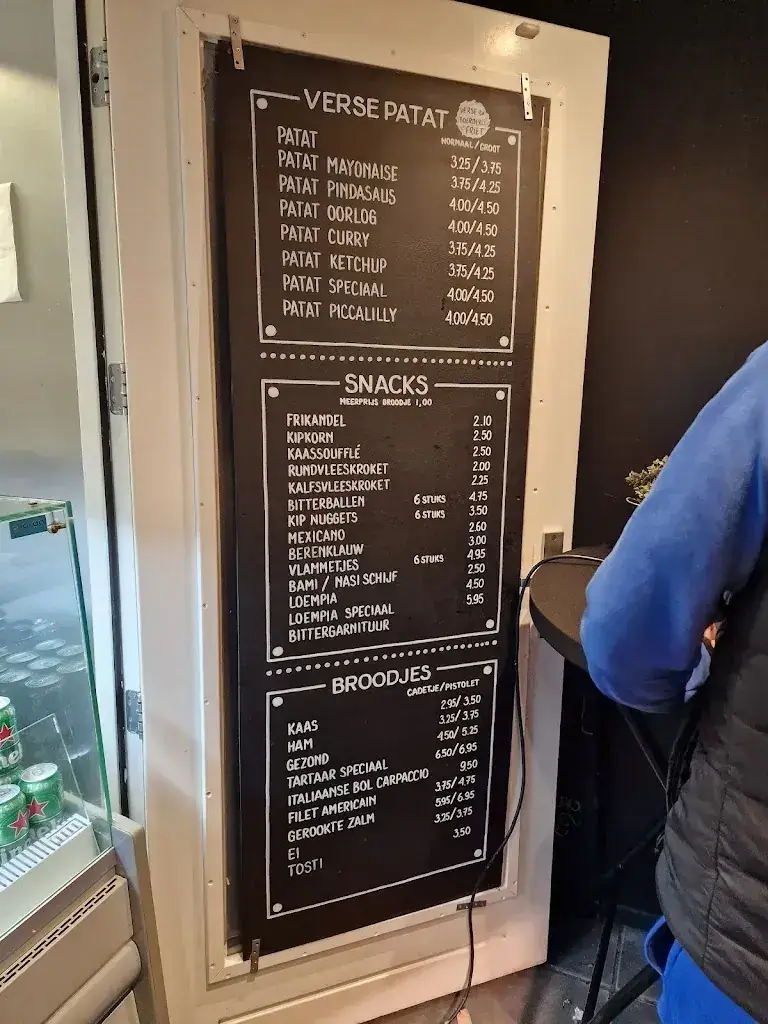 VERSE PATAT
FRIET
NORMAAL / GROOT
PATAT 3.25/3.75
PATAT MAYONAISE 3.75/4.25
PATAT PINDASAUS 4.00/4.50
PATAT OORLOG 4.00/4.50
PATAT CURRY 3.75/4.25
PATAT KETCHUP 3.75/4.25
PATAT SPECIAAL 4.00/4.50
PATAT PICCALILLY 4.00/4.50
SNACKS
MEERPRIJS BROODJE 1,00
FRIKANDEL 2.10
KIPKORN 2.50
KAASSOUFFLÉ 2.50
RUNDVLEESKROKET 2.00
KALFSVLEESKROKET 2.25
BITTERBALLEN 6 STUKS 4.75
KIP NUGGETS 6 STUKS 3.50
MEXICANO 2.60
BERENKLAUW 3.00
VLAMMETJES 6 STUKS 4.95
BAMI / NASI SCHIJF 2.50
LOEMPIA 4.50
LOEMPIA SPECIAAL 5.95
BITTERGARNITUUR
BROODJES
CADETJE/PISTOLET
KAAS 2.95/3.50
HAM 3.25/3.75
GEZOND 4.50/5.25
TARTAAR SPECIAAL 6.50/6.95
ITALIAANSE BOL CARPACCIO 9.50
FILET AMERICAIN 3.75/4.75
GEROOKTE ZALM 5.95/6.95
EI 3.25/3.75
TOSTI 3.50